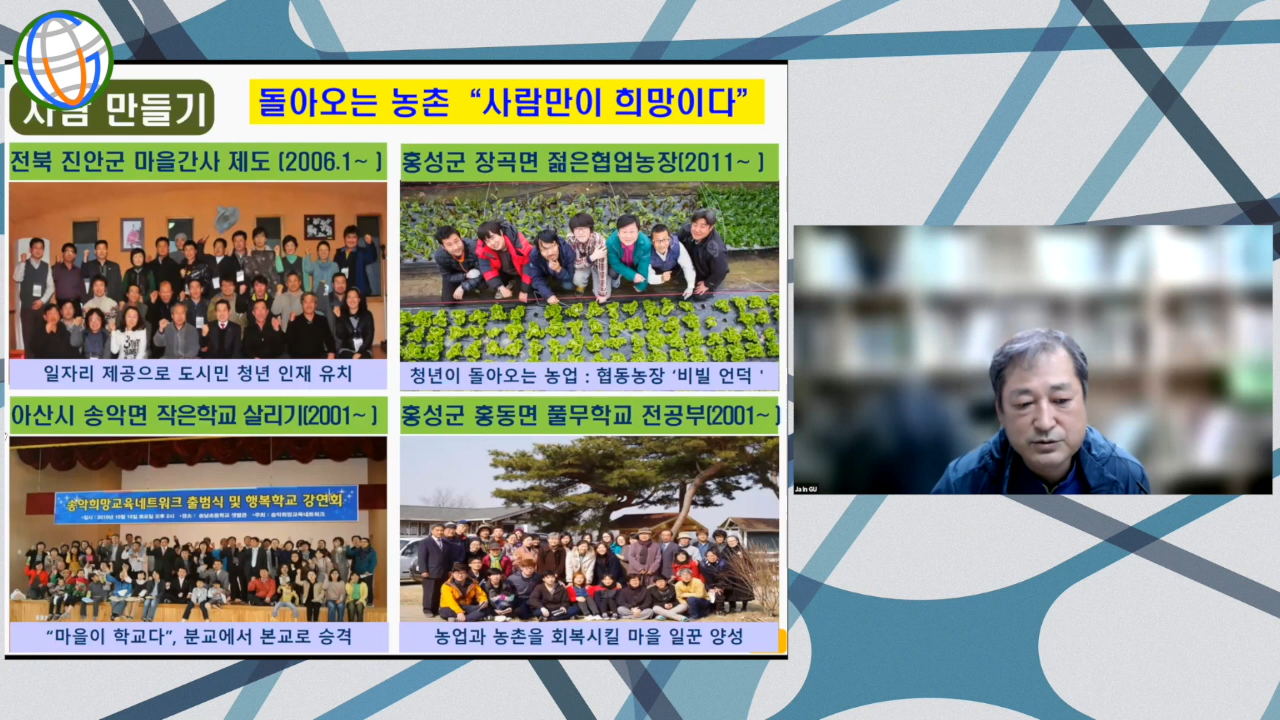 사람 만들기
돌아오는 농촌 “사람만이 희망이다”
전북 진안군 마을간사 제도 (2006.1~ )
홍성군 장곡면 젊은협업농장(2011~ )
일자리 제공으로 도시민 청년 인재 유치
청년이 돌아오는 농업 : 협동농장 ‘비빌 언덕 '
아산시 송악면 작은학교 살리기(2001~ )
홍성군 홍동면 풀무학교 전공부(2001~ )
송악희망교육네트워크 출범식 및 행복학교 강연회
“마을이 학교다”, 분교에서 본교로 승격
농업과 농촌을 회복시킬 마을 일꾼 양성
Ja In GU